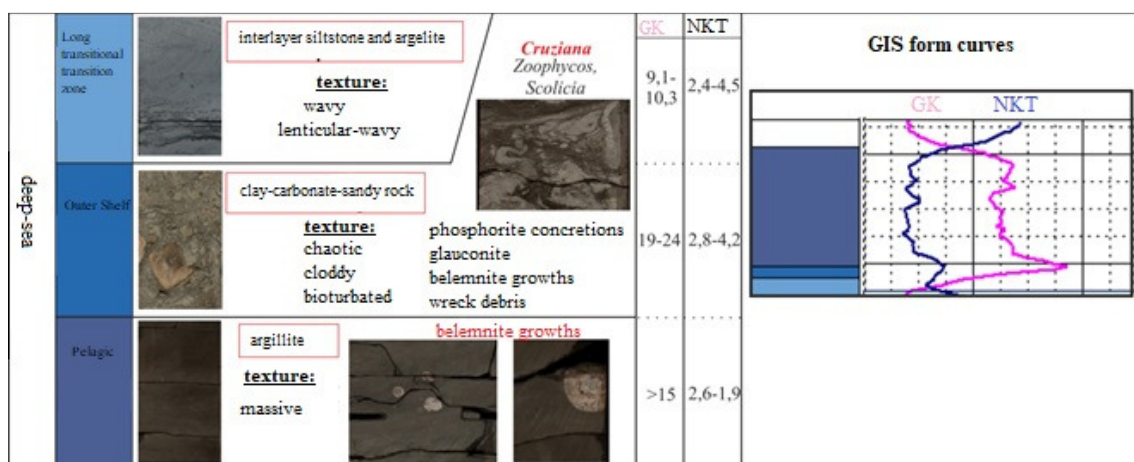 deep-sea
Long
transitional
transition
zone
interlayer siltstone and argelite
texture:
wavy
lenticular-wavy
Cruziana
Zoophycos,
Scolicia
GK
NKT
9,1-
10,3
2,4-4,5
Outer Shelf
clay-carbonate-sandy rock
texture:
chaotic
cloddy
bioturbated
phosphorite concretions
glauconite
belemnite growths
wreck debris
19-24
2,8-4,2
Pelagic
argillite
texture:
massive
belemnite growths
>15
2,6-1,9
GIS form curves
GK
NKT